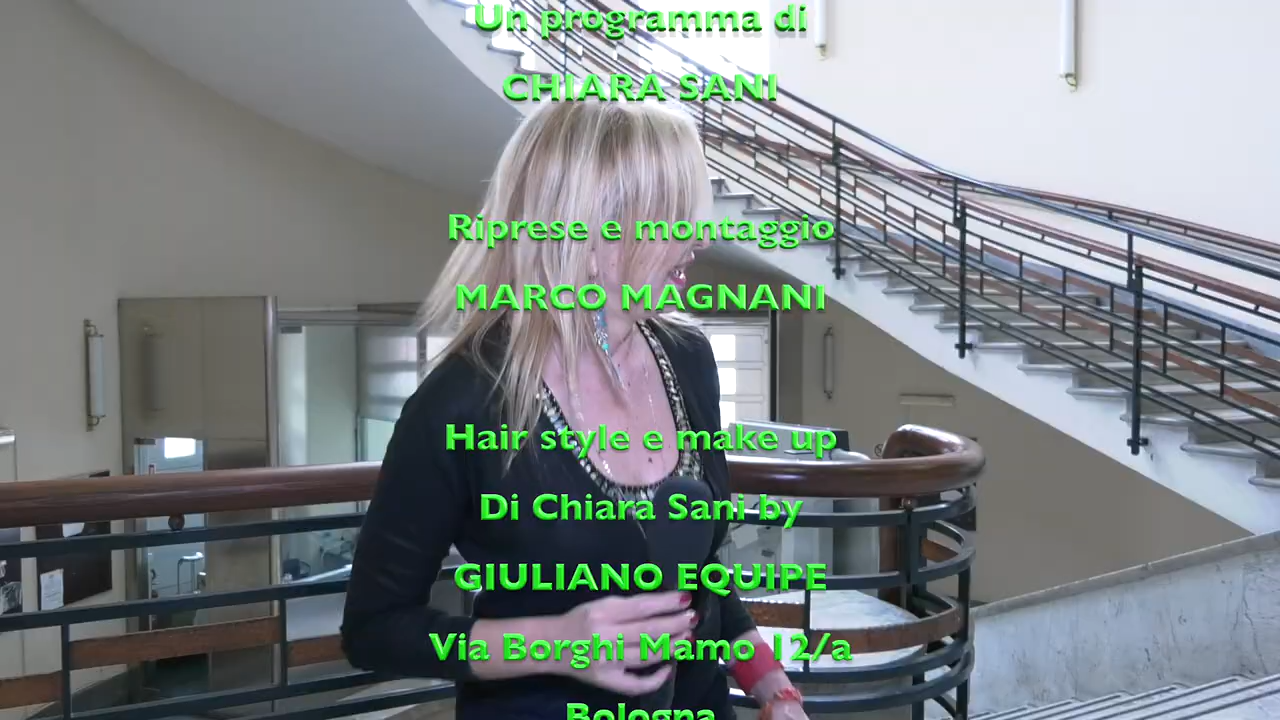 Un programma di
CHIARA SANI
Riprese e montaggio
MARCO MAGNANI
Hair style e make up
Di Chiara Sani by
GIULIANO EQUIPE
Via Borghi Mamo 12/a
Bologna